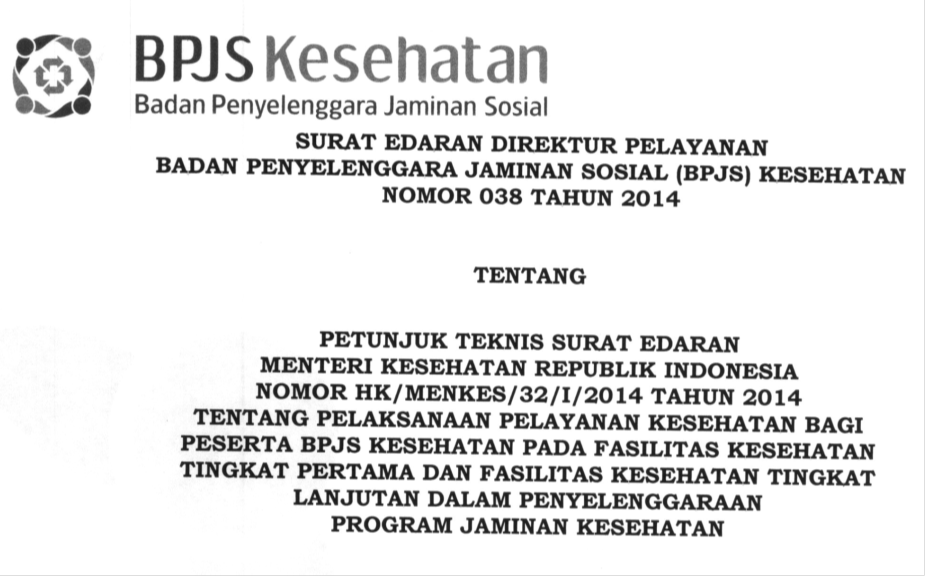 BPJS Kesehatan
Badan Penyelenggara Jaminan Sosial
SURAT EDARAN DIREKTUR PELAYANAN
BADAN PENYELENGGARA JAMINAN SOSIAL (BPJS) KESEHATAN
NOMOR 038 TAHUN 2014
TENTANG
PETUNJUK TEKNIS SURAT EDARAN
MENTERI KESEHATAN REPUBLIK INDONESIA
NOMOR HK/MENKES/32/I/2014 TAHUN 2014
TENTANG PELAKSANAAN PELAYANAN KESEHATAN BAGI
PESERTA BPJS KESEHATAN PADA FASILITAS KESEHATAN
TINGKAT PERTAMA DAN FASILITAS KESEHATAN TINGKAT
LANJUTAN DALAM PENYELENGGARAAN
PROGRAM JAMINAN KESEHATAN